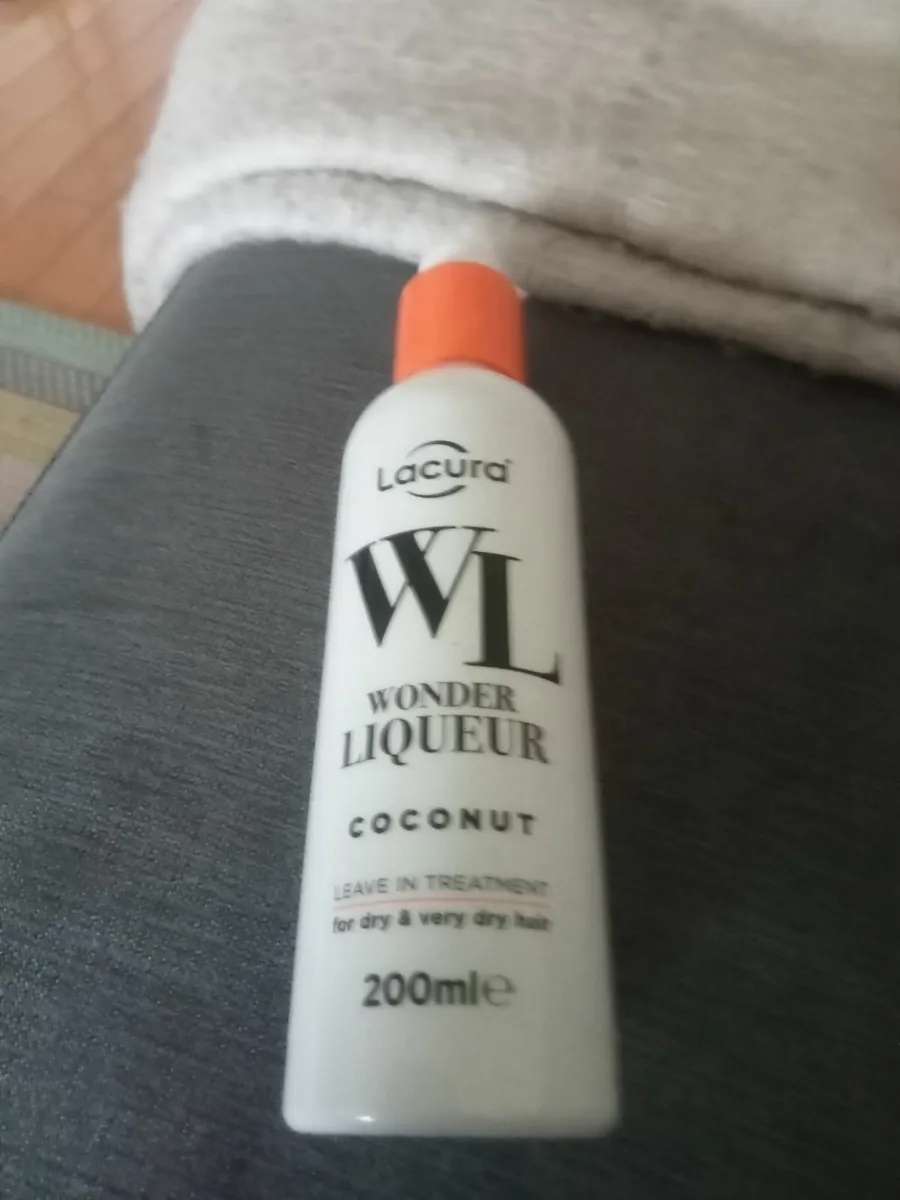 Lacura
WL
WONDER
LIQUEUR
COCONUT
LEAVE IN TREATMENT
for dry & very dry hair
200ml℮